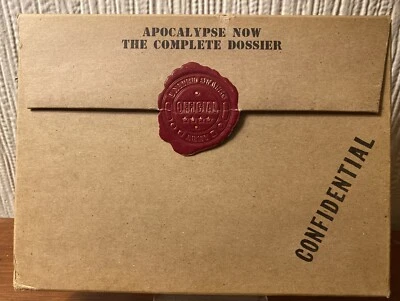 APOCALYPSE NOW
THE COMPLETE DOSSIER
OFFICIAL
CONFIDENTIAL